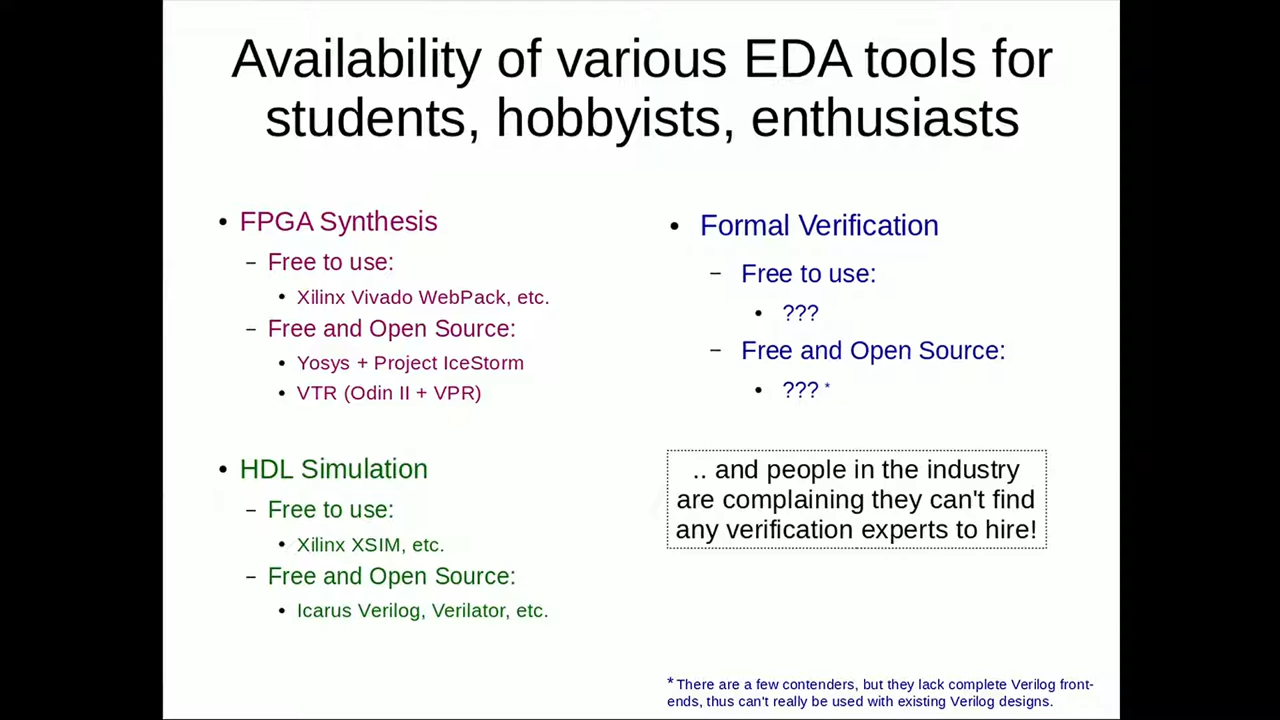 Availability of various EDA tools for
students, hobbyists, enthusiasts
• FPGA Synthesis
– Free to use:
• Xilinx Vivado WebPack, etc.
– Free and Open Source:
• Yosys + Project IceStorm
• VTR (Odin II + VPR)
• HDL Simulation
– Free to use:
• Xilinx XSIM, etc.
– Free and Open Source:
• Icarus Verilog, Verilator, etc.
• Formal Verification
– Free to use:
• ???
– Free and Open Source:
• ??? *
.. and people in the industry
are complaining they can't find
any verification experts to hire!
* There are a few contenders, but they lack complete Verilog front-
ends, thus can't really be used with existing Verilog designs.